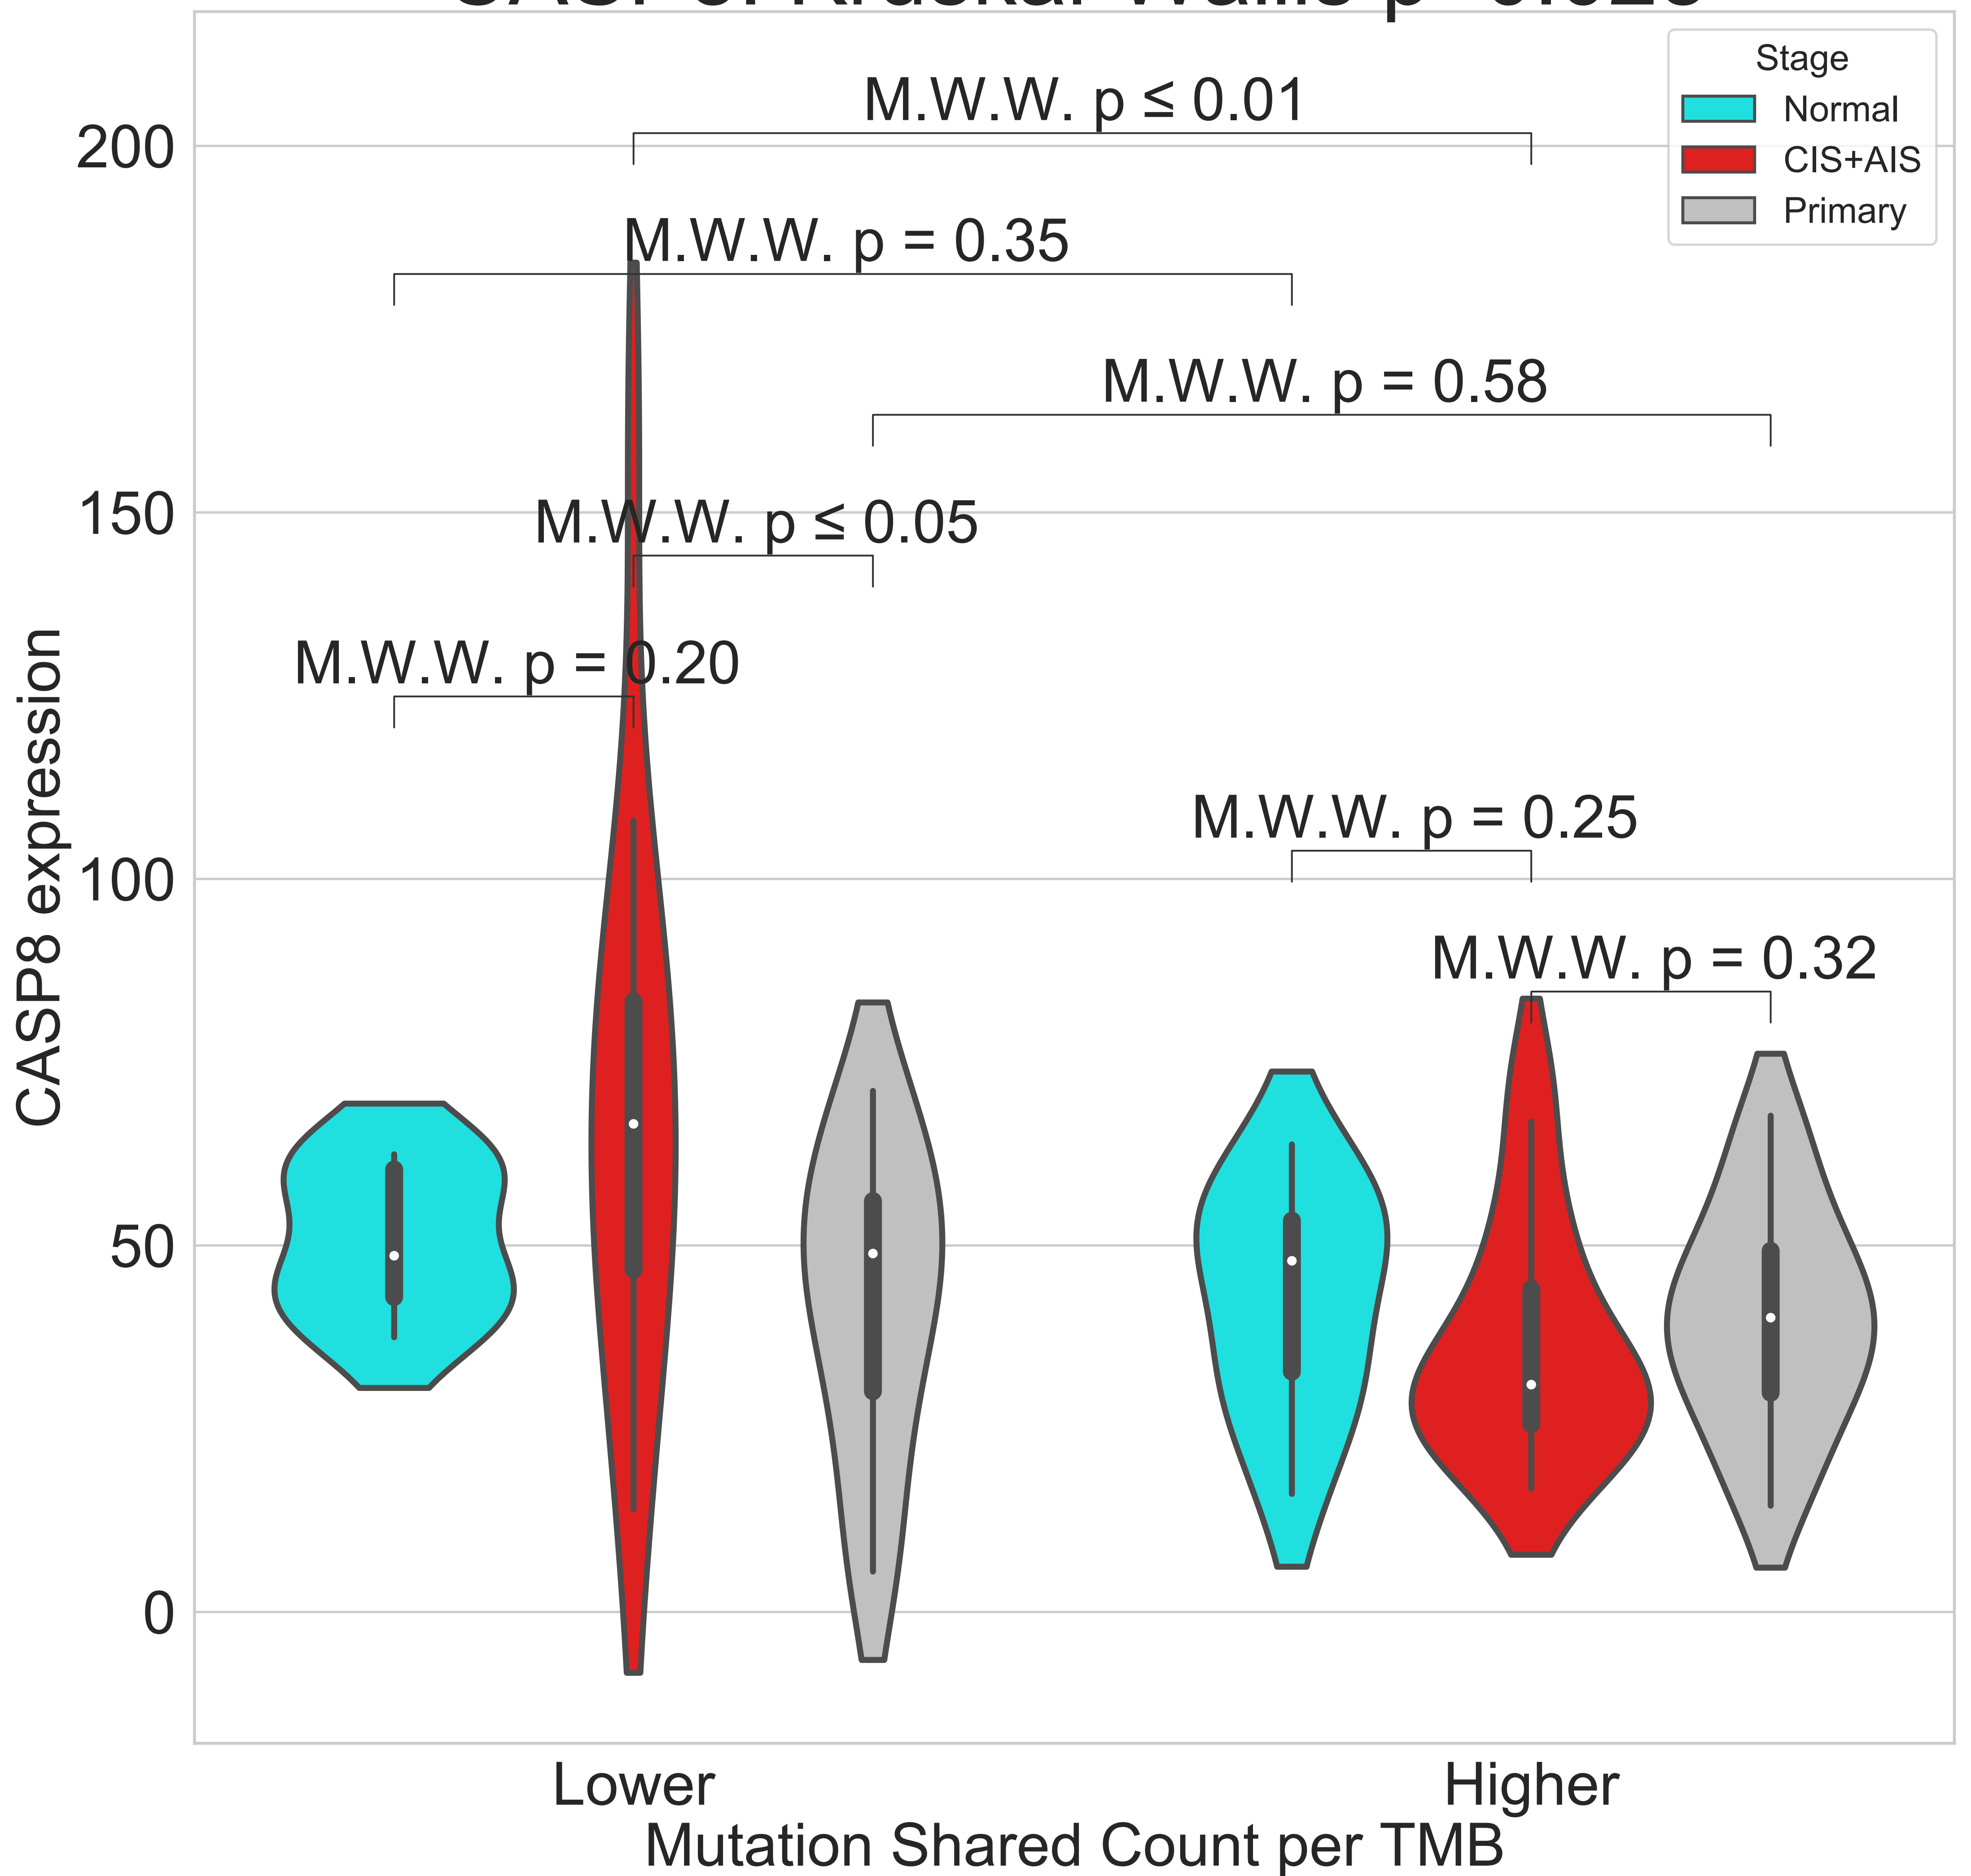 Stage
Normal
CIS+AIS
Primary
M.W.W. p ≤ 0.01
M.W.W. p = 0.35
M.W.W. p = 0.58
M.W.W. p ≤ 0.05
M.W.W. p = 0.20
M.W.W. p = 0.25
M.W.W. p = 0.32
200
150
100
50
0
CASP8 expression
Lower
Higher
Mutation Shared Count per TMB